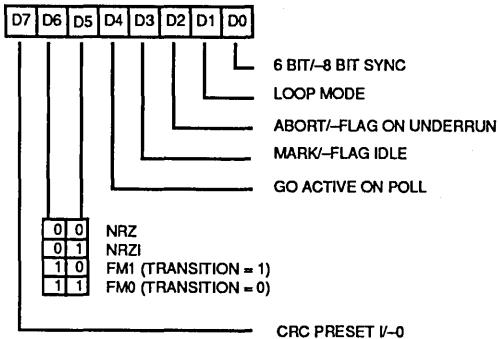 D7 D6 D5 D4 D3 D2 D1 D0
6 BIT/–8 BIT SYNC
LOOP MODE
ABORT/–FLAG ON UNDERRUN
MARK/–FLAG IDLE
GO ACTIVE ON POLL
0 0 NRZ
0 1 NRZI
1 0 FM1 (TRANSITION = 1)
1 1 FM0 (TRANSITION = 0)
CRC PRESET I/–0